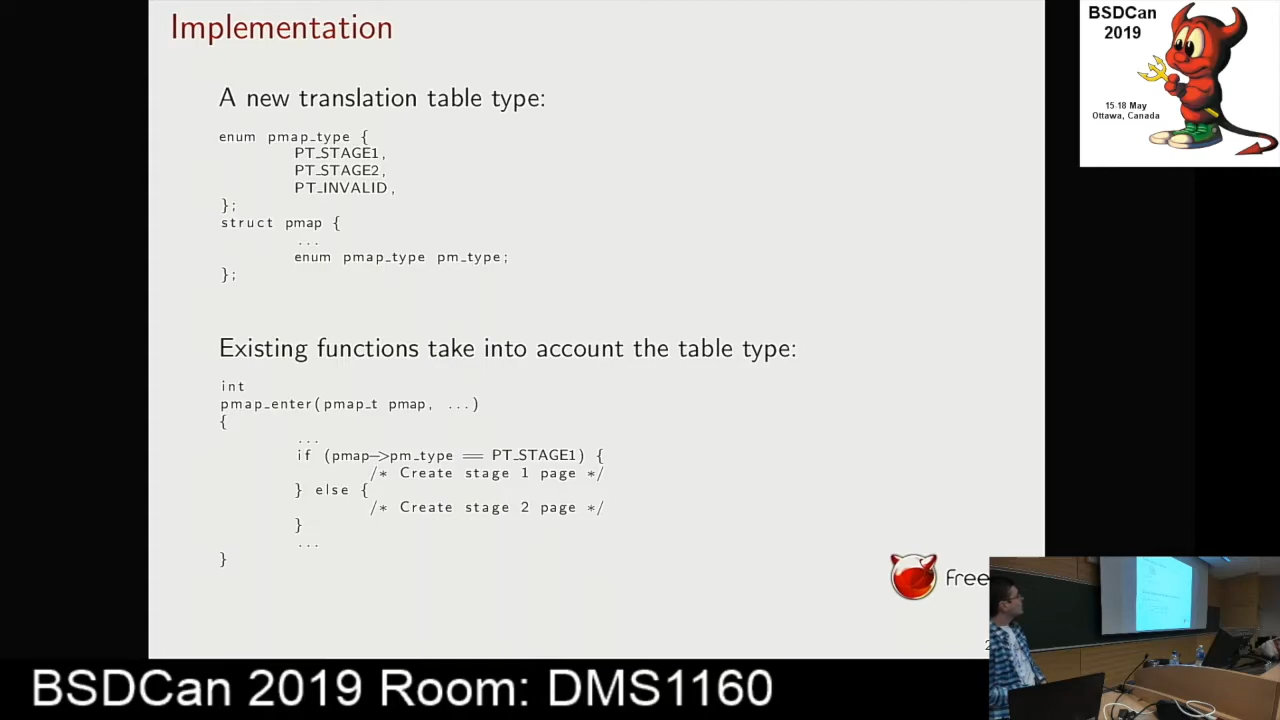 Implementation
A new translation table type:
enum pmap_type {
PT_STAGE1,
PT_STAGE2,
PT_INVALID,
};
struct pmap {
...
enum pmap_type pm_type;
};
Existing functions take into account the table type:
int
pmap_enter(pmap_t pmap, ...)
{
...
if (pmap->pm_type == PT_STAGE1) {
/* Create stage 1 page */
} else {
/* Create stage 2 page */
}
...
}
Free
BSDCan
2019
15-18 May
Ottawa, Canada
BSDCan 2019 Room: DMS1160